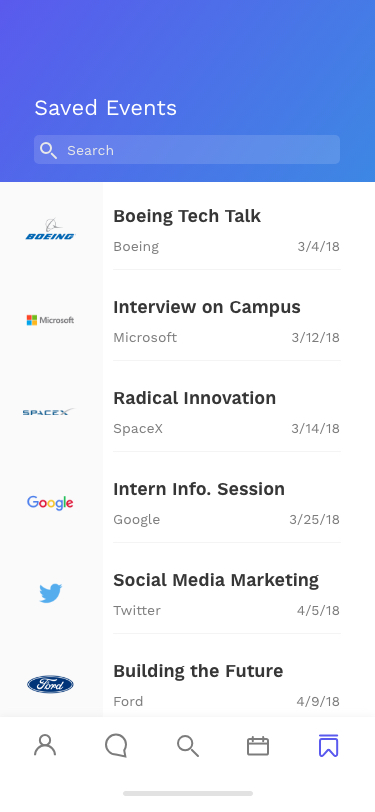 Saved Events
Search
BOEING
Boeing Tech Talk
Boeing 3/4/18
Microsoft
Interview on Campus
Microsoft 3/12/18
SPACEX
Radical Innovation
SpaceX 3/14/18
Google
Intern Info. Session
Google 3/25/18
Social Media Marketing
Twitter 4/5/18
Ford
Building the Future
Ford 4/9/18